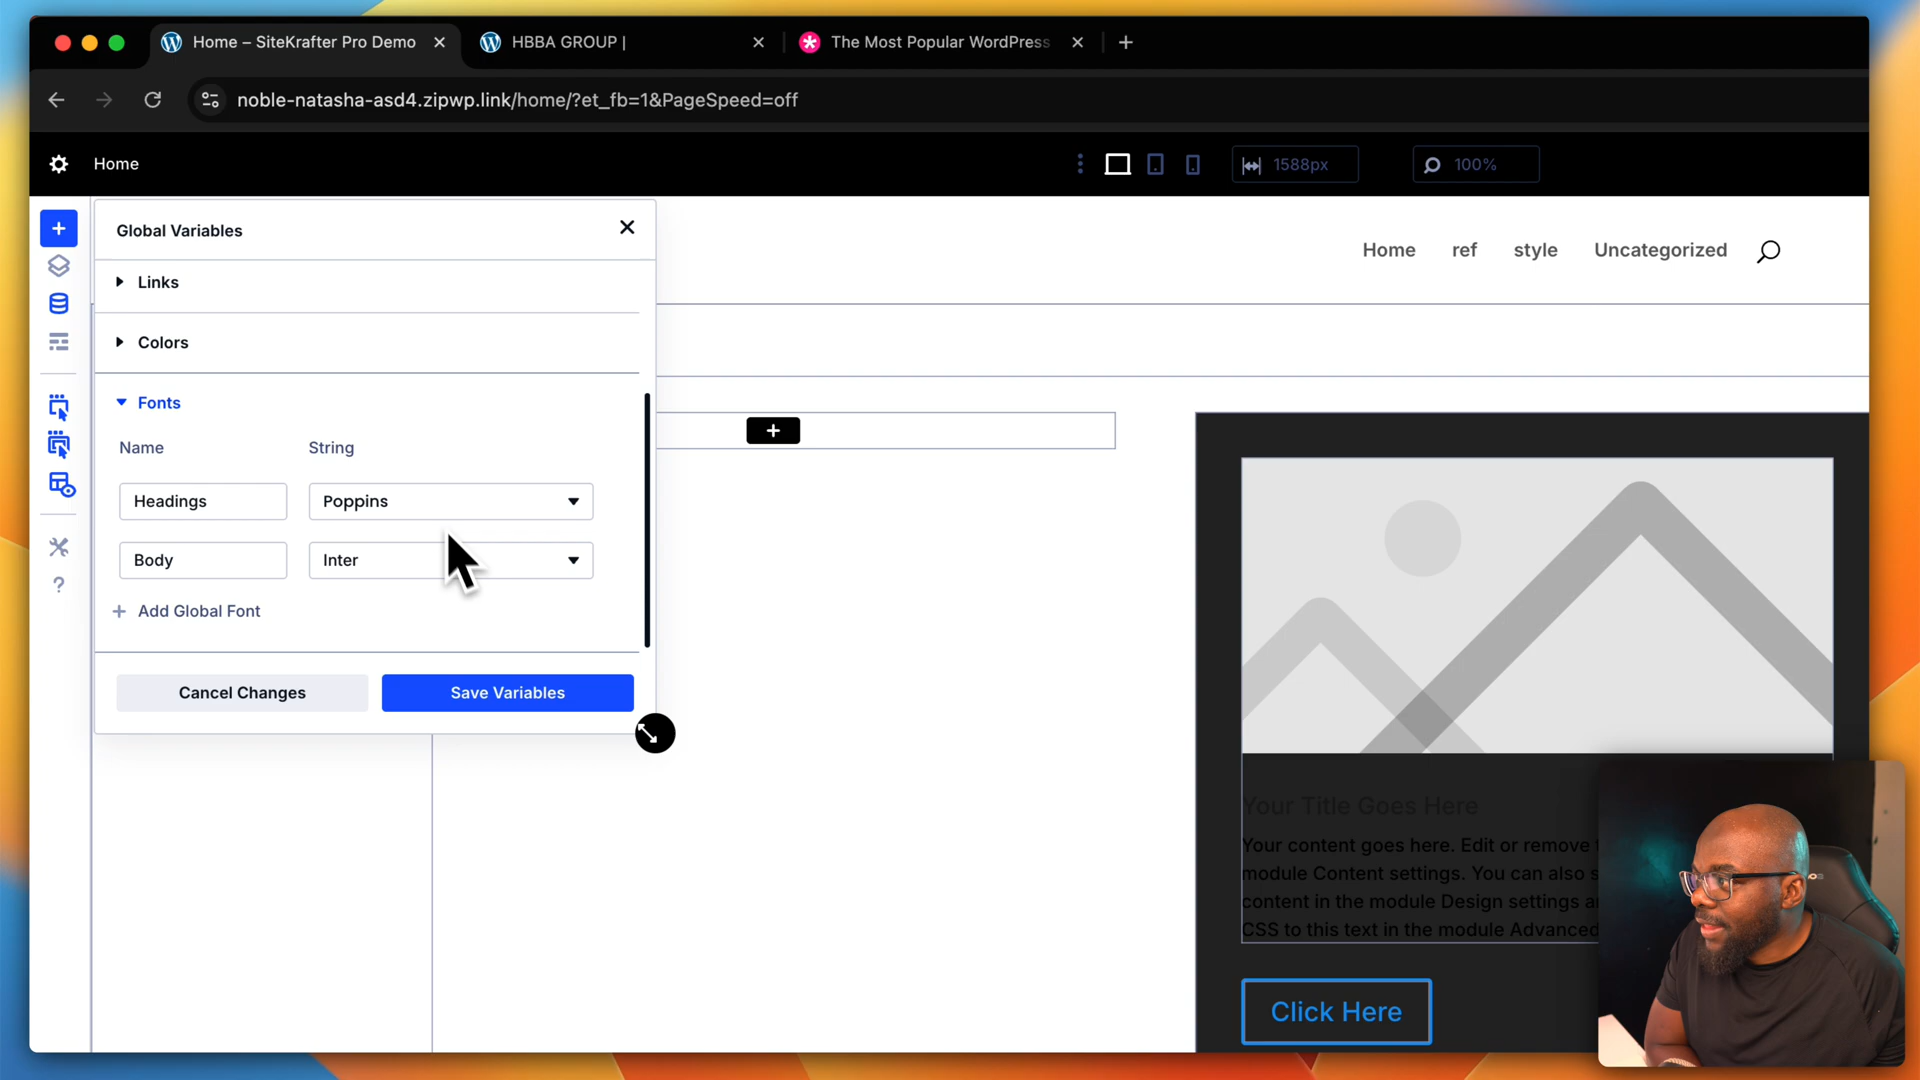 Home – SiteKrafter Pro Demo
HBBA GROUP |
The Most Popular WordPress
noble-natasha-asd4.zipwp.link/home/?et_fb=1&PageSpeed=off
Home
1588px
100%
Global Variables
Links
Colors
Fonts
Name String
Headings Poppins
Body Inter
+ Add Global Font
Cancel Changes Save Variables
?
Home ref style Uncategorized
Your Title Goes Here
Your content goes here. Edit or remove
module Content settings. You can also
content in the module Design settings
CSS to this text in the module Advanced
Click Here